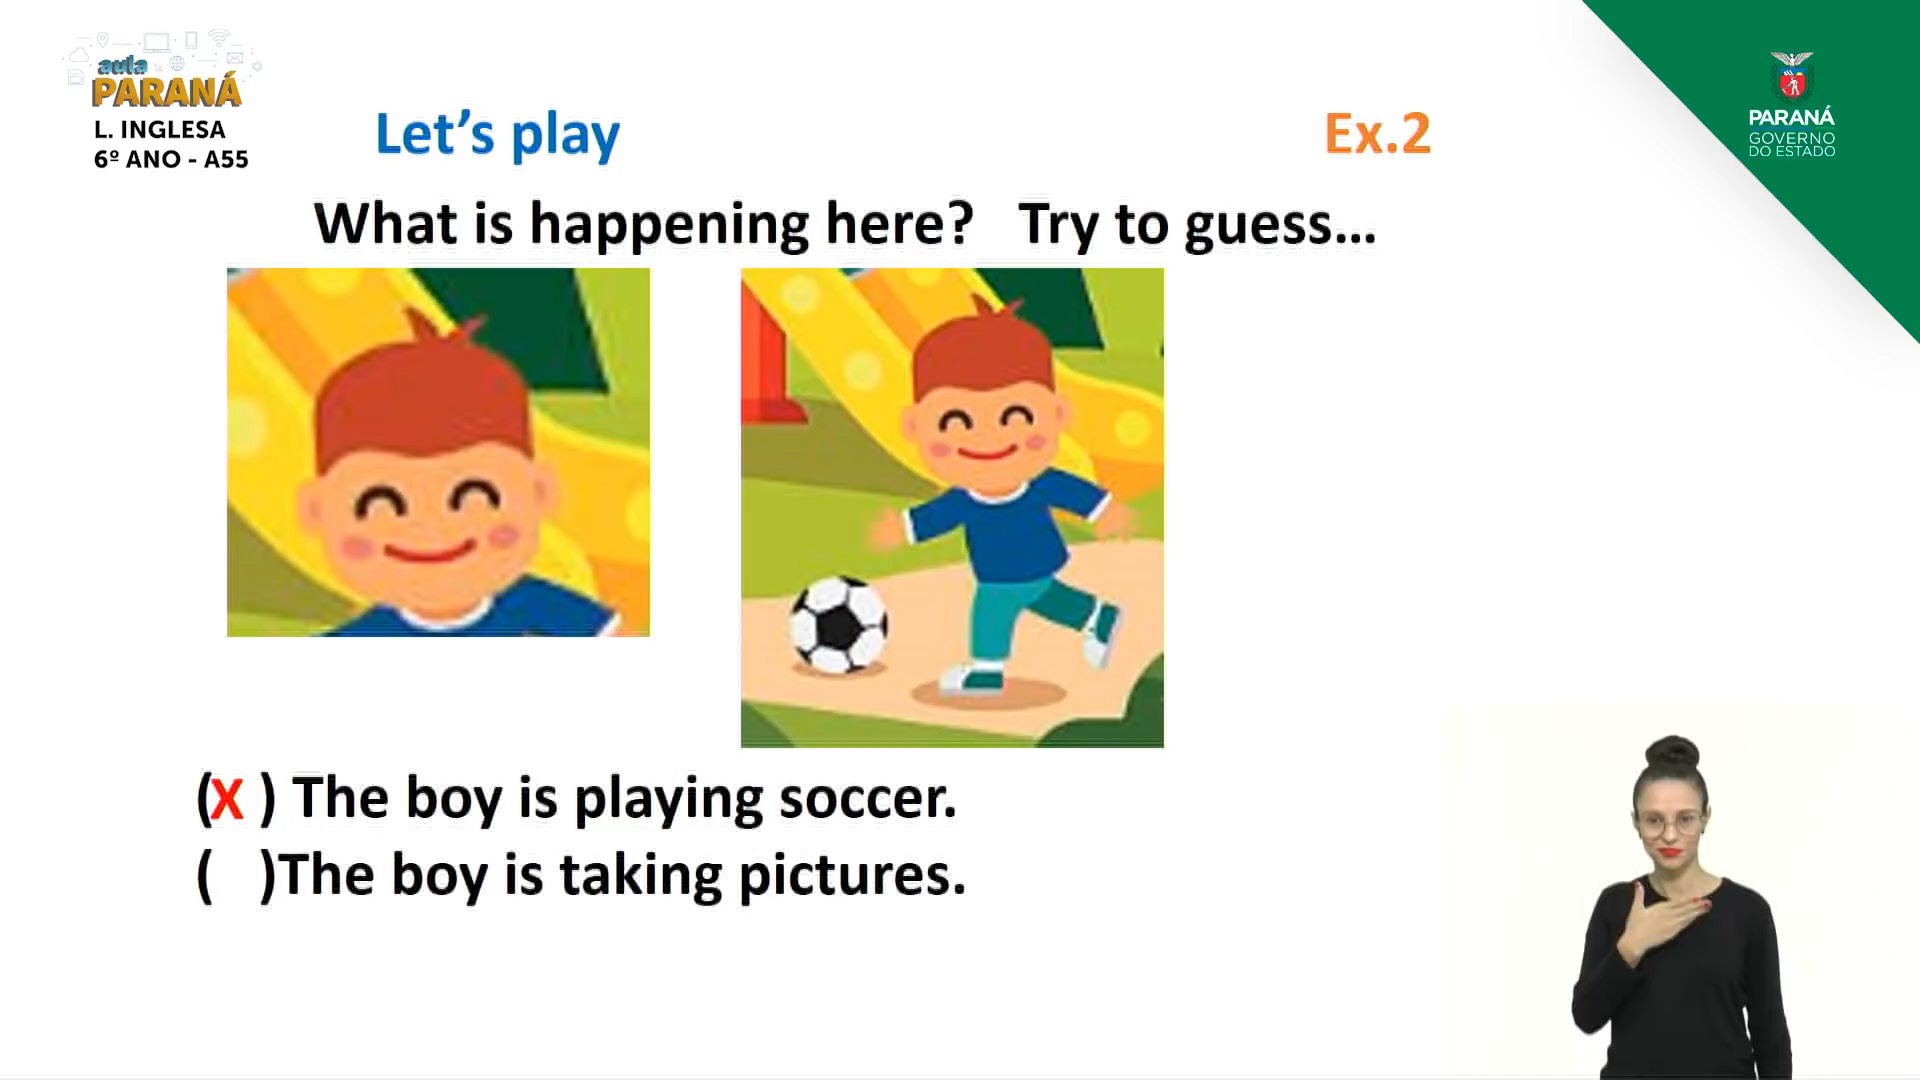 aula
PARANÁ
L. INGLESA
6º ANO - A55
Let’s play
Ex.2
PARANÁ
GOVERNO
DO ESTADO
What is happening here? Try to guess...
(X ) The boy is playing soccer.
( )The boy is taking pictures.